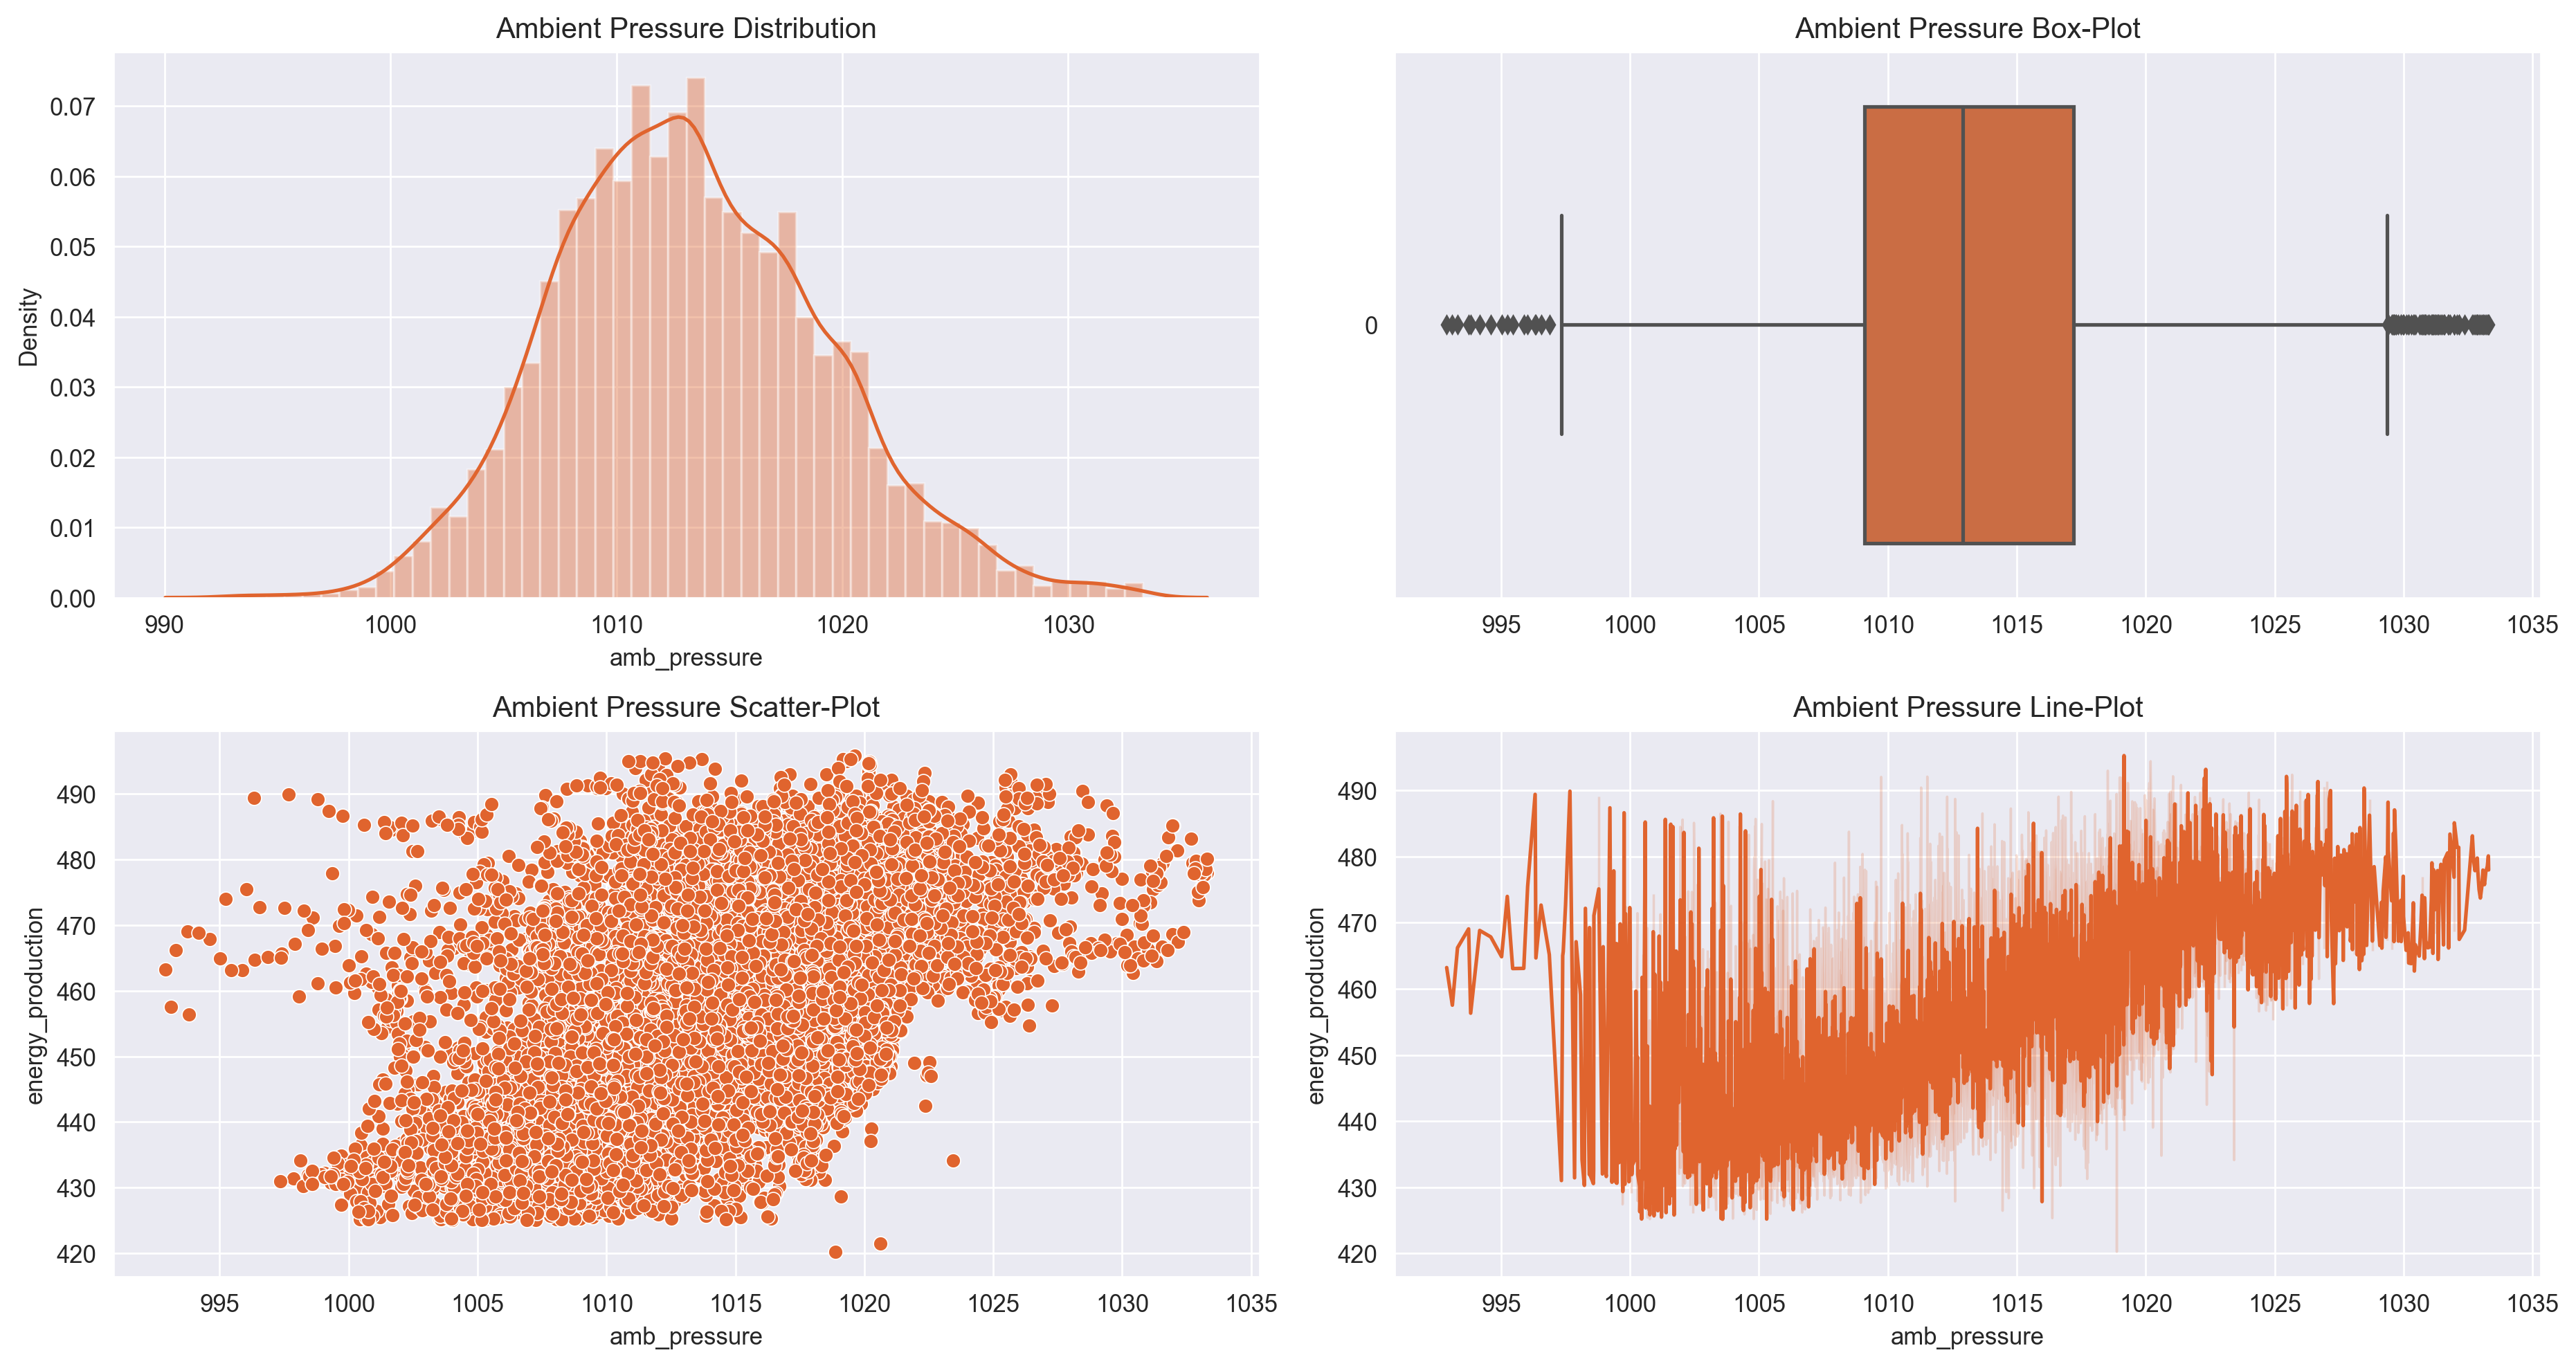 Ambient Pressure Distribution
Density
0.07
0.06
0.05
0.04
0.03
0.02
0.01
0.00
990 1000 1010 1020 1030
amb_pressure
Ambient Pressure Box-Plot
0
995 1000 1005 1010 1015 1020 1025 1030 1035
Ambient Pressure Scatter-Plot
energy_production
490
480
470
460
450
440
430
420
995 1000 1005 1010 1015 1020 1025 1030 1035
amb_pressure
Ambient Pressure Line-Plot
energy_production
490
480
470
460
450
440
430
420
995 1000 1005 1010 1015 1020 1025 1030 1035
amb_pressure